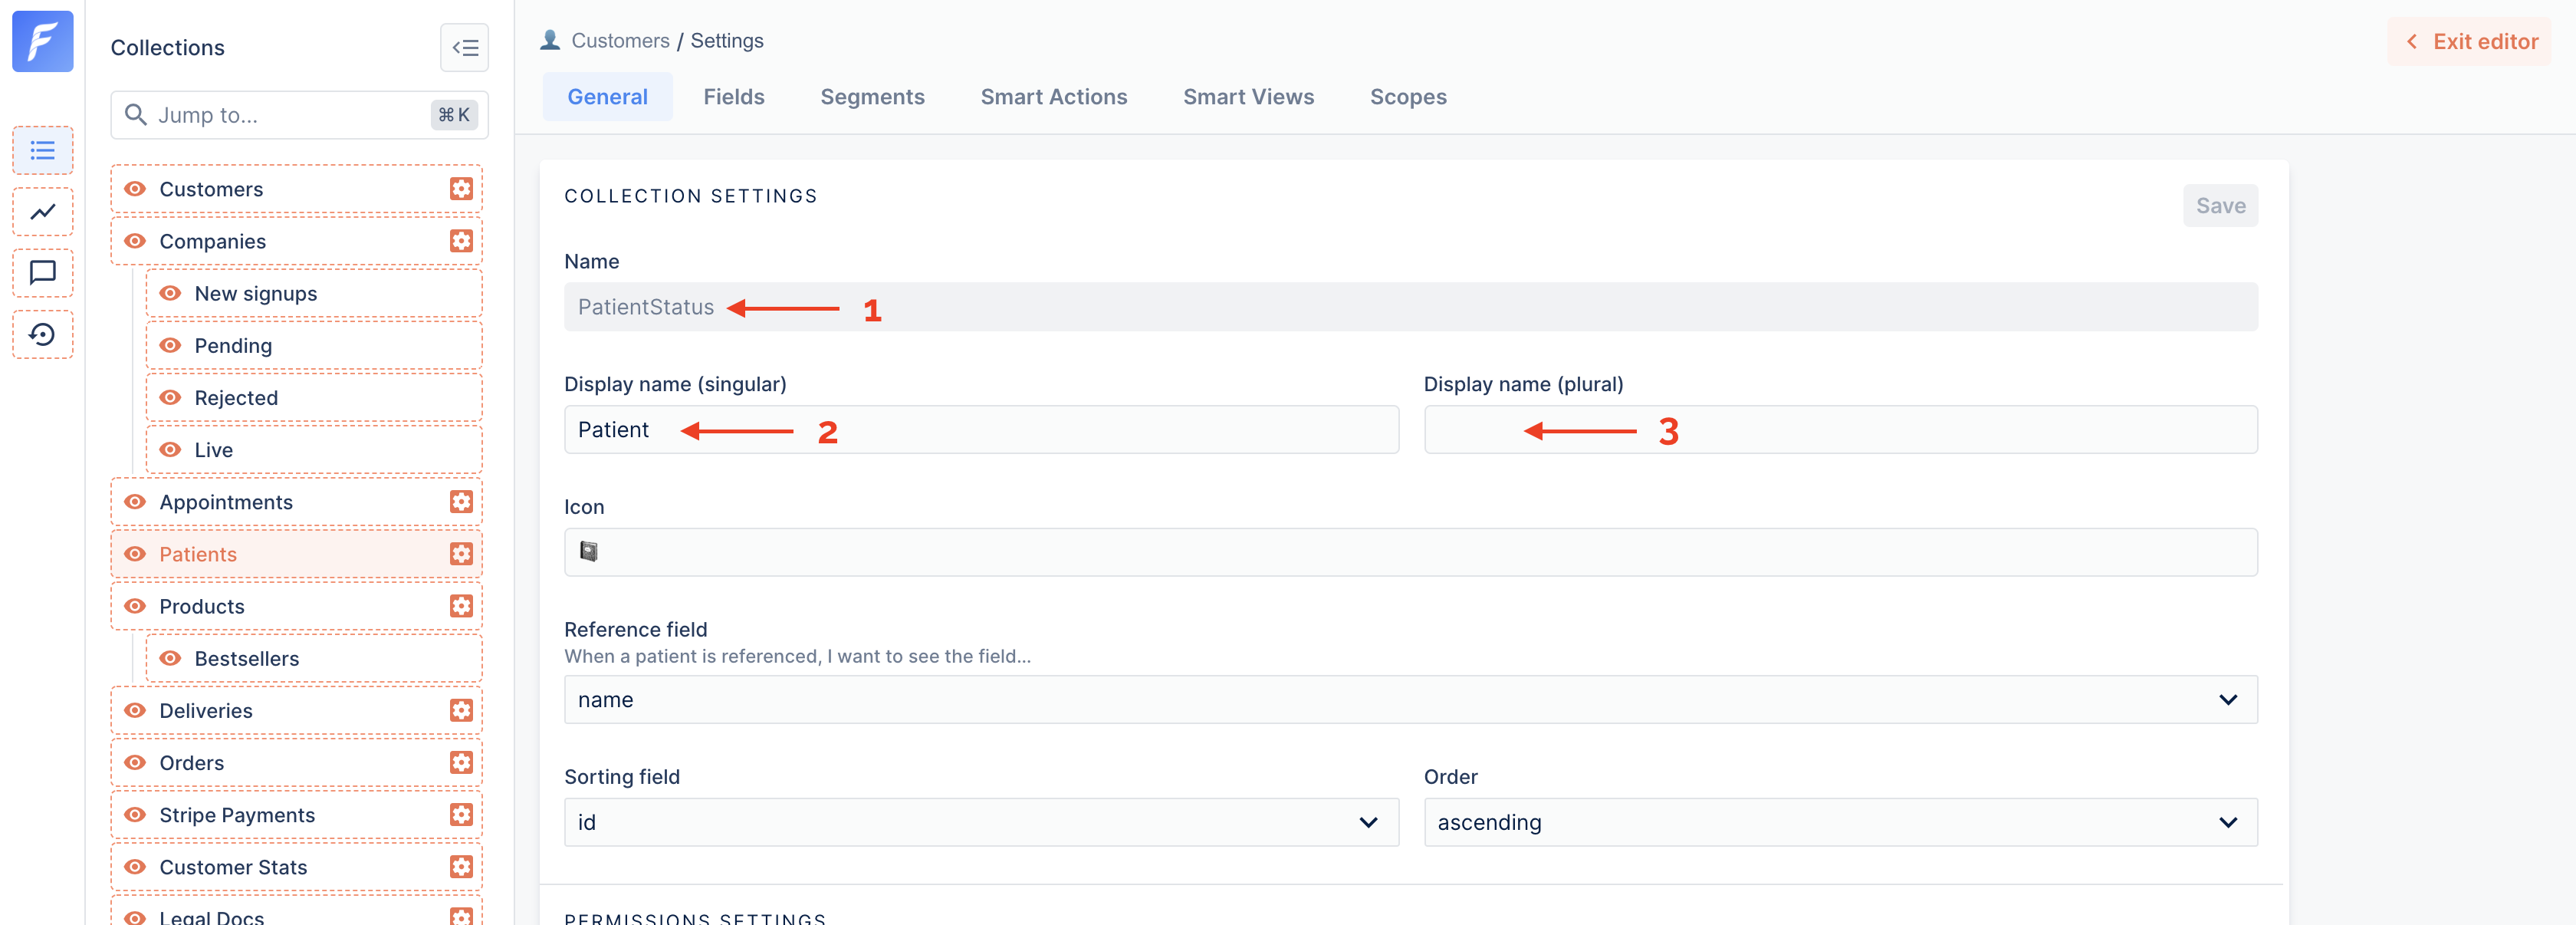 Collections
Jump to...
⌘ K
Customers
Companies
New signups
Pending
Rejected
Live
Appointments
Patients
Products
Bestsellers
Deliveries
Orders
Stripe Payments
Customer Stats
Legal Docs
Customers / Settings
Exit editor
General Fields Segments Smart Actions Smart Views Scopes
COLLECTION SETTINGS
Save
Name
PatientStatus 1
Display name (singular) Display name (plural)
Patient 2 3
Icon
Reference field
When a patient is referenced, I want to see the field...
name
Sorting field Order
id ascending
PERMISSIONS SETTINGS